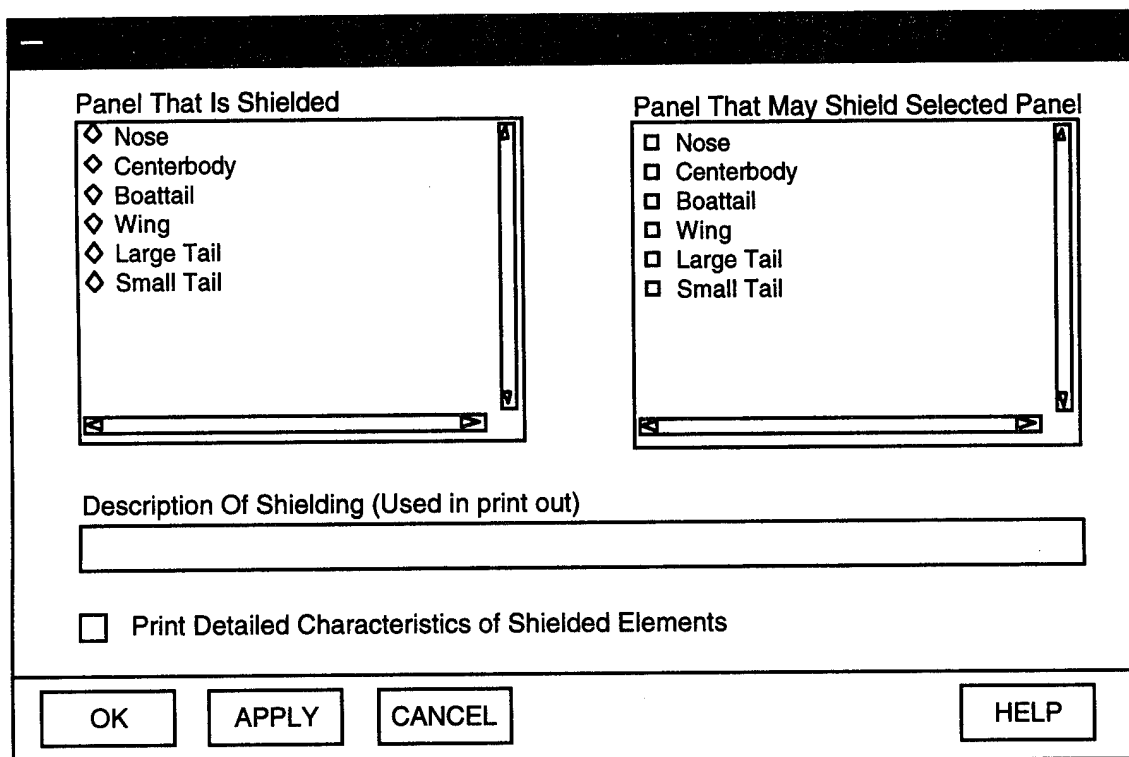 Panel That Is Shielded
Nose
Centerbody
Boattail
Wing
Large Tail
Small Tail
Panel That May Shield Selected Panel
Nose
Centerbody
Boattail
Wing
Large Tail
Small Tail
Description Of Shielding (Used in print out)
Print Detailed Characteristics of Shielded Elements
OK
APPLY
CANCEL
HELP